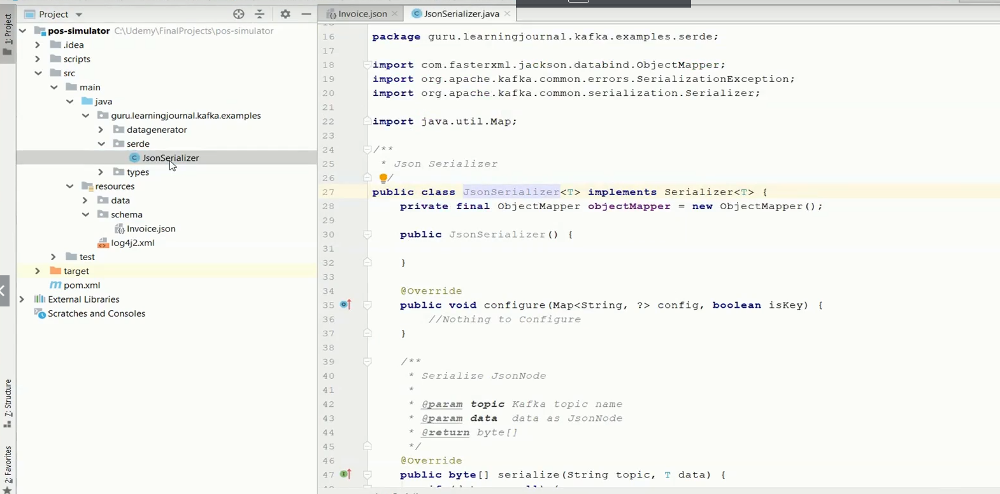 Project
Invoice.json
JsonSerializer.java
1: Project
pos-simulator C:\Udemy\FinalProjects\pos-simulator
.idea
scripts
src
main
java
guru.learningjournal.kafka.examples
datagenerator
serde
JsonSerializer
types
resources
data
schema
Invoice.json
log4j2.xml
test
target
pom.xml
External Libraries
Scratches and Consoles
7: Structure
2: Favorites
16 package guru.learningjournal.kafka.examples.serde;
17
18 import com.fasterxml.jackson.databind.ObjectMapper;
19 import org.apache.kafka.common.errors.SerializationException;
20 import org.apache.kafka.common.serialization.Serializer;
21
22 import java.util.Map;
23
24 /**
25 * Json Serializer
26 /
27 public class JsonSerializer<T> implements Serializer<T> {
28 private final ObjectMapper objectMapper = new ObjectMapper();
29
30 public JsonSerializer() {
31
32 }
33
34 @Override
35 public void configure(Map<String, ?> config, boolean isKey) {
36 //Nothing to Configure
37 }
38
39 /**
40 * Serialize JsonNode
41 *
42 * @param topic Kafka topic name
43 * @param data data as JsonNode
44 * @return byte[]
45 */
46 @Override
47 public byte[] serialize(String topic, T data) {